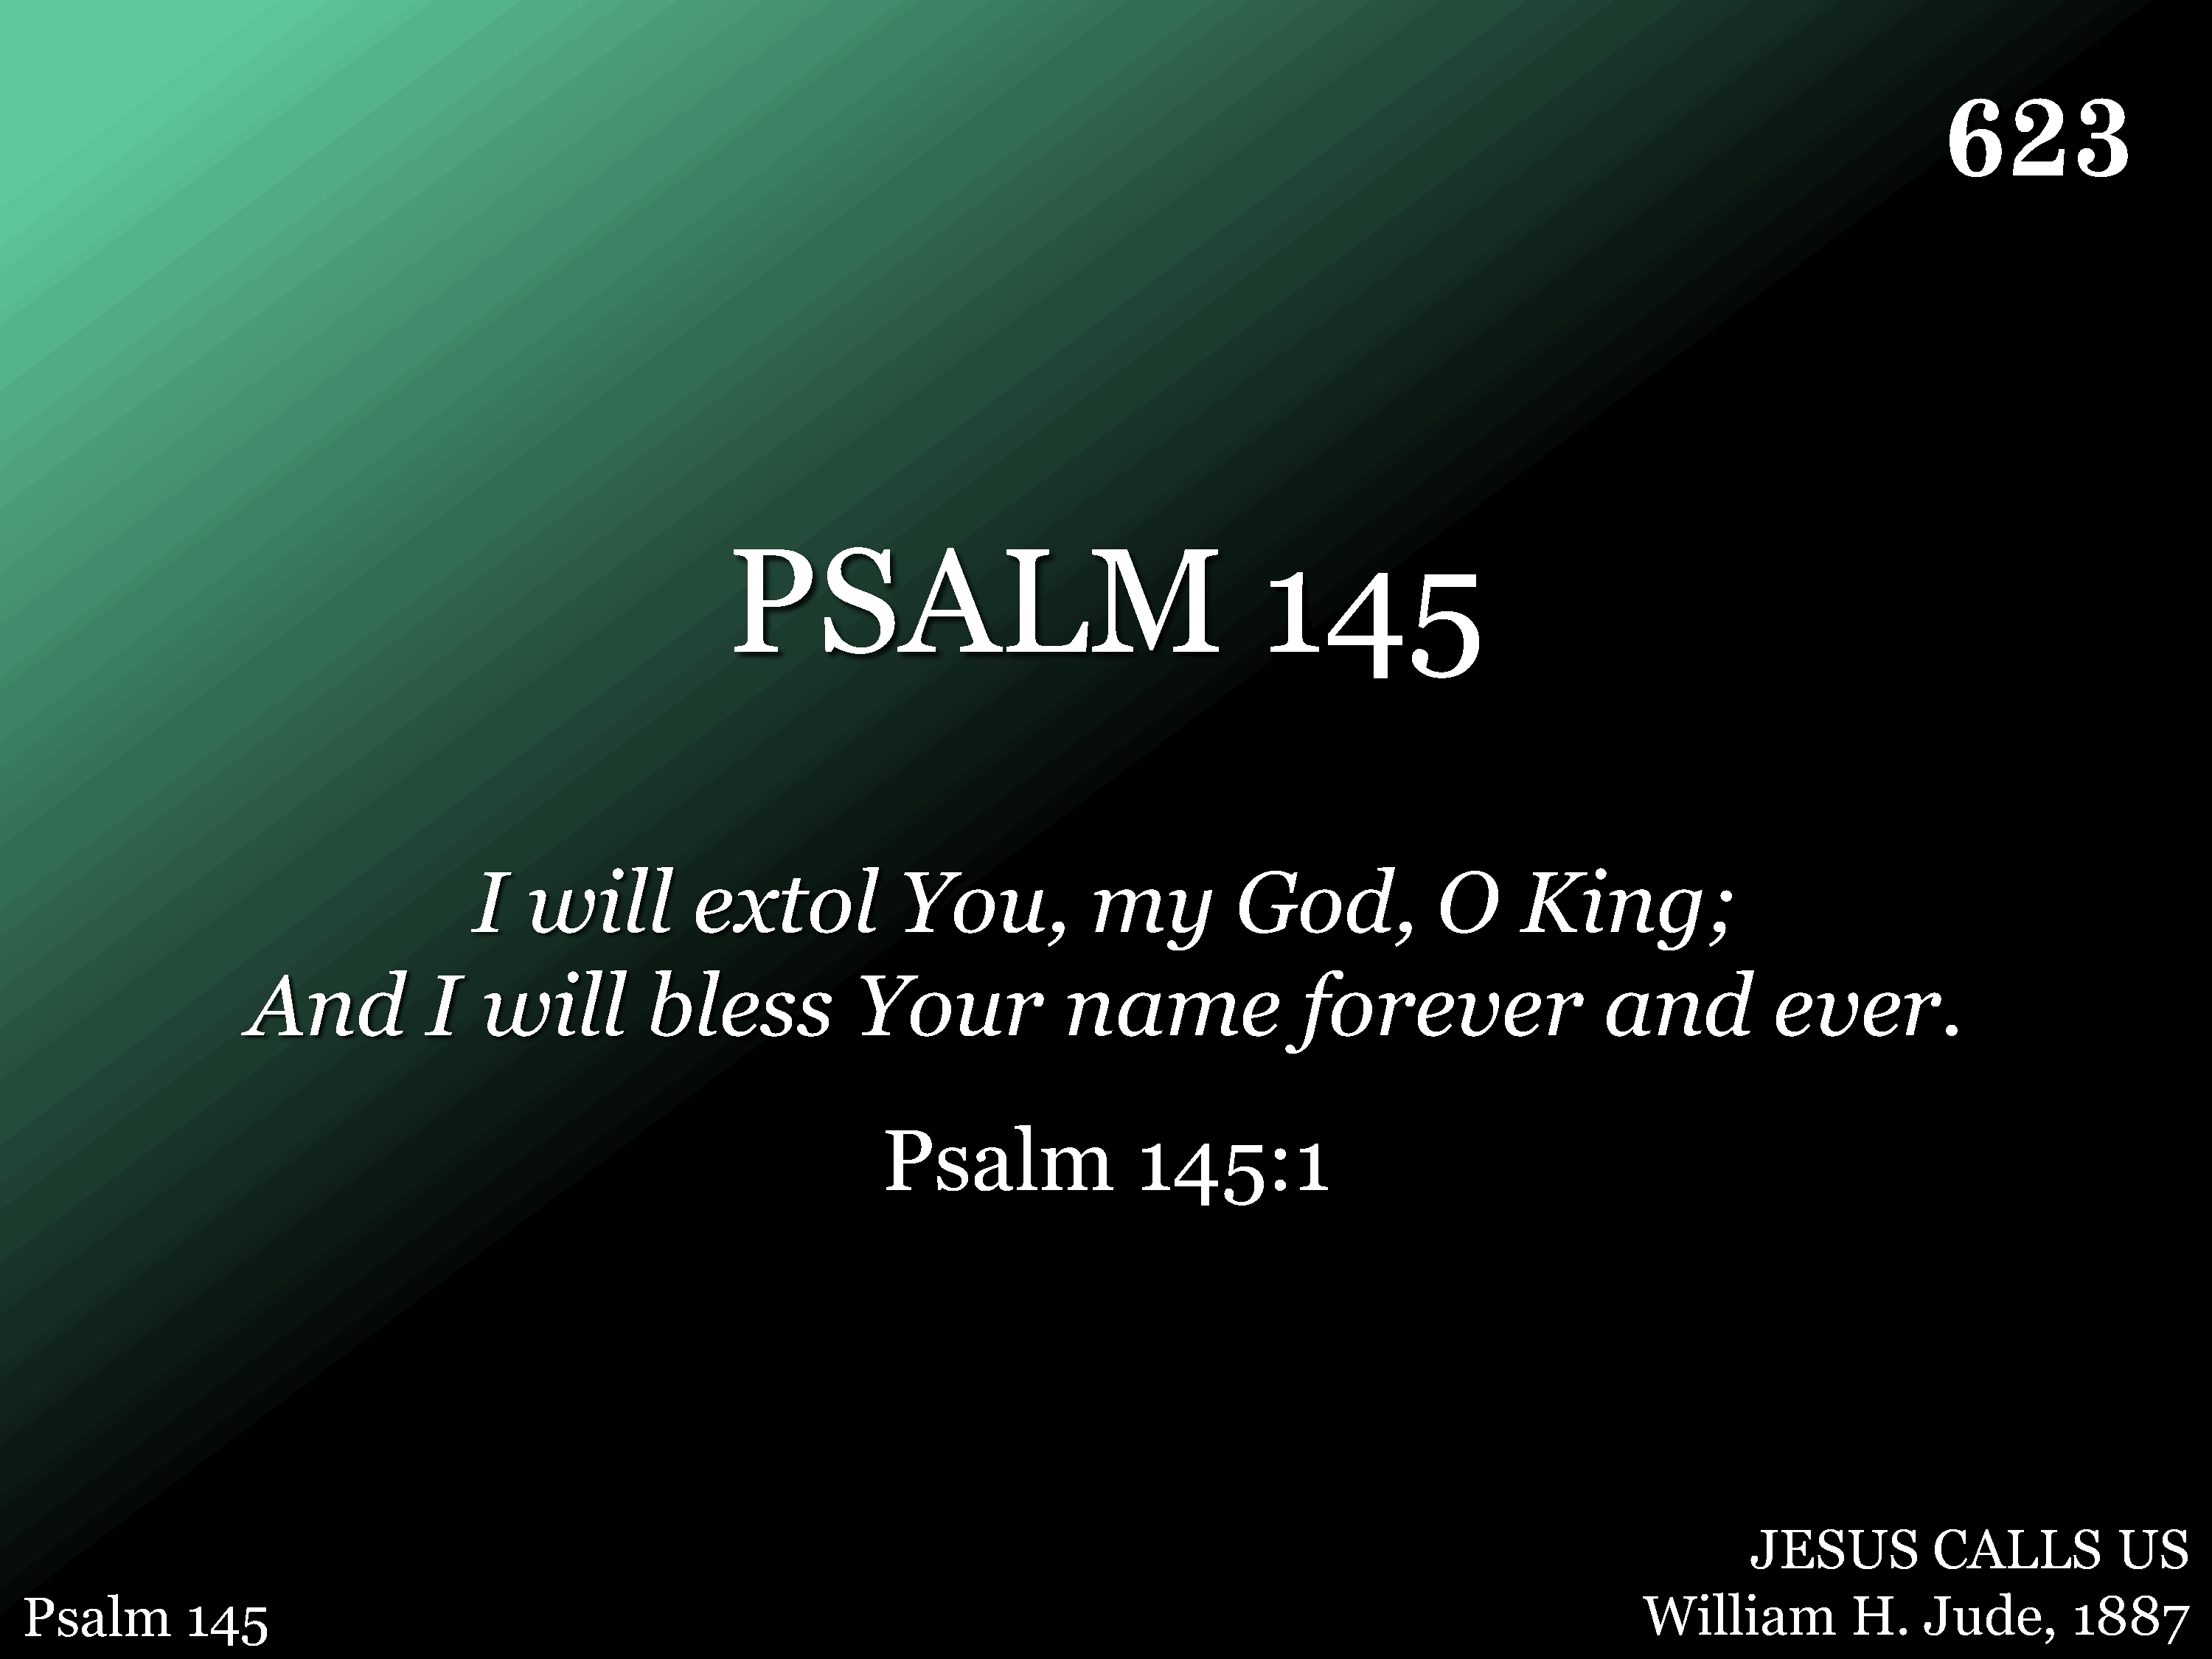 623
PSALM 145
I will extol You, my God, O King;
And I will bless Your name forever and ever.
Psalm 145:1
JESUS CALLS US
Psalm 145
William H. Jude, 1887